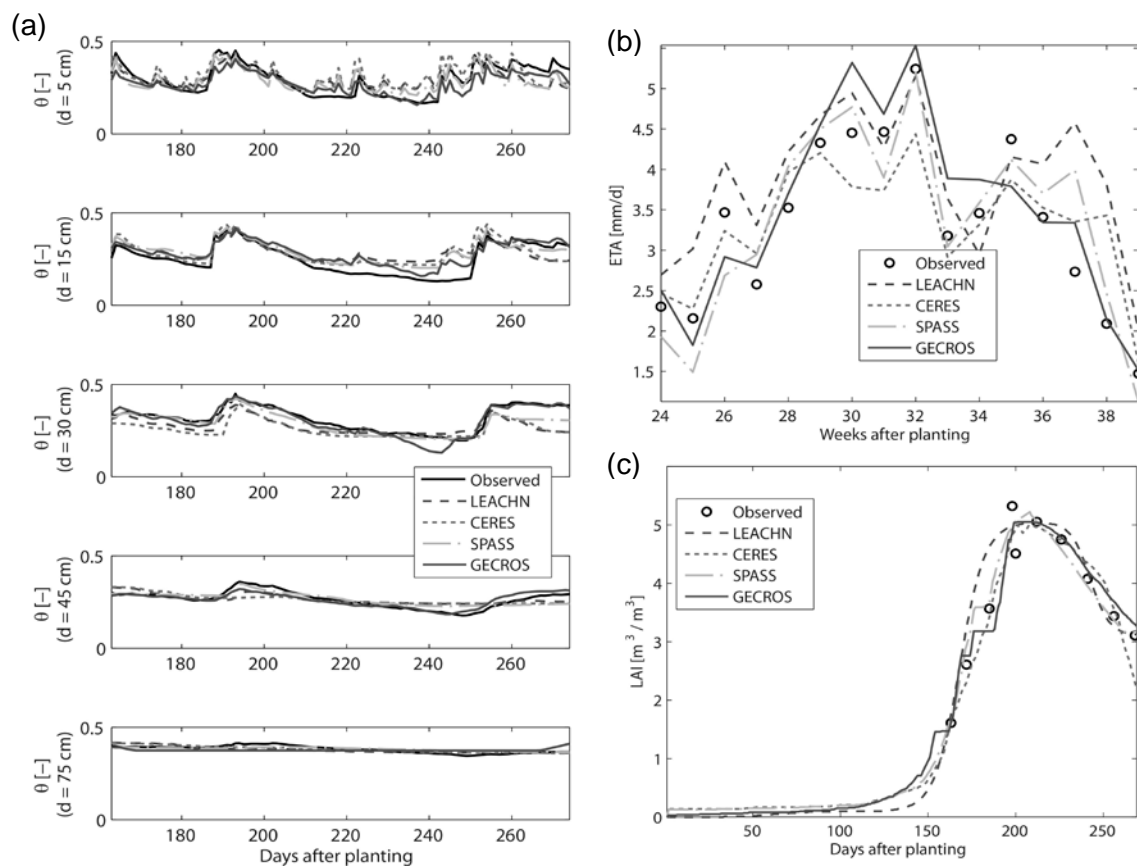 (a)
0.5
θ [–]
(d = 5 cm)
0
180 200 220 240 260
0.5
θ [–]
(d = 15 cm)
0
180 200 220 240 260
0.5
θ [–]
(d = 30 cm)
0
180 200 220
Observed
LEACHN
CERES
SPASS
GECROS
0.5
θ [–]
(d = 45 cm)
0
180 200 220 240 260
0.5
θ [–]
(d = 75 cm)
0
180 200 220 240 260
Days after planting
(b)
5
4.5
4
3.5
3
2.5
2
1.5
ETA [mm/d]
Observed
LEACHN
CERES
SPASS
GECROS
24 26 28 30 32 34 36 38
Weeks after planting
(c)
Observed
LEACHN
CERES
SPASS
GECROS
5
4
3
2
1
0
LAI [m³ / m³]
50 100 150 200 250
Days after planting